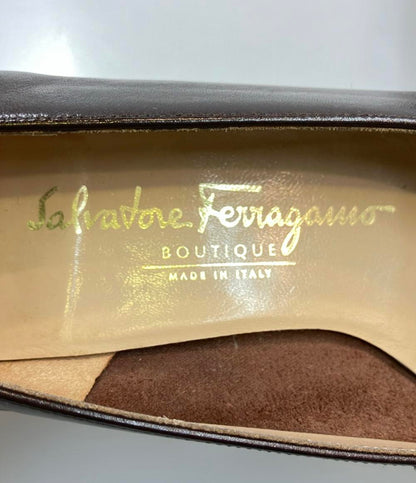 Salvatore Ferragamo
BOUTIQUE
MADE IN ITALY